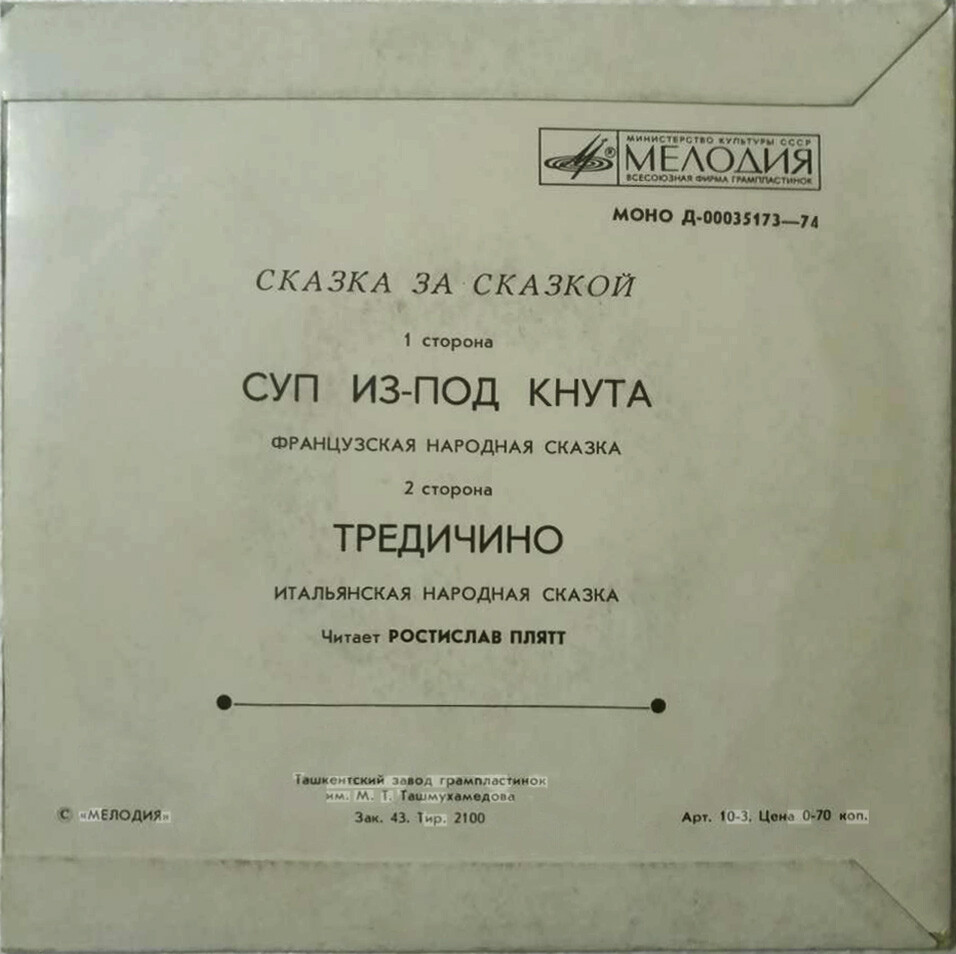 МИНИСТЕРСТВО КУЛЬТУРЫ СССР
МЕЛОДИЯ
ВСЕСОЮЗНАЯ ФИРМА ГРАМПЛАСТИНОК
МОНО Д-00035173—74
СКАЗКА ЗА СКАЗКОЙ
1 сторона
СУП ИЗ-ПОД КНУТА
ФРАНЦУЗСКАЯ НАРОДНАЯ СКАЗКА
2 сторона
ТРЕДИЧИНО
ИТАЛЬЯНСКАЯ НАРОДНАЯ СКАЗКА
Читает РОСТИСЛАВ ПЛЯТТ
Ташкентский завод грампластинок
им. М. Т. Ташмухамедова
© «МЕЛОДИЯ» Зак. 43. Тир. 2100 Арт. 10-3. Цена 0-70 коп.